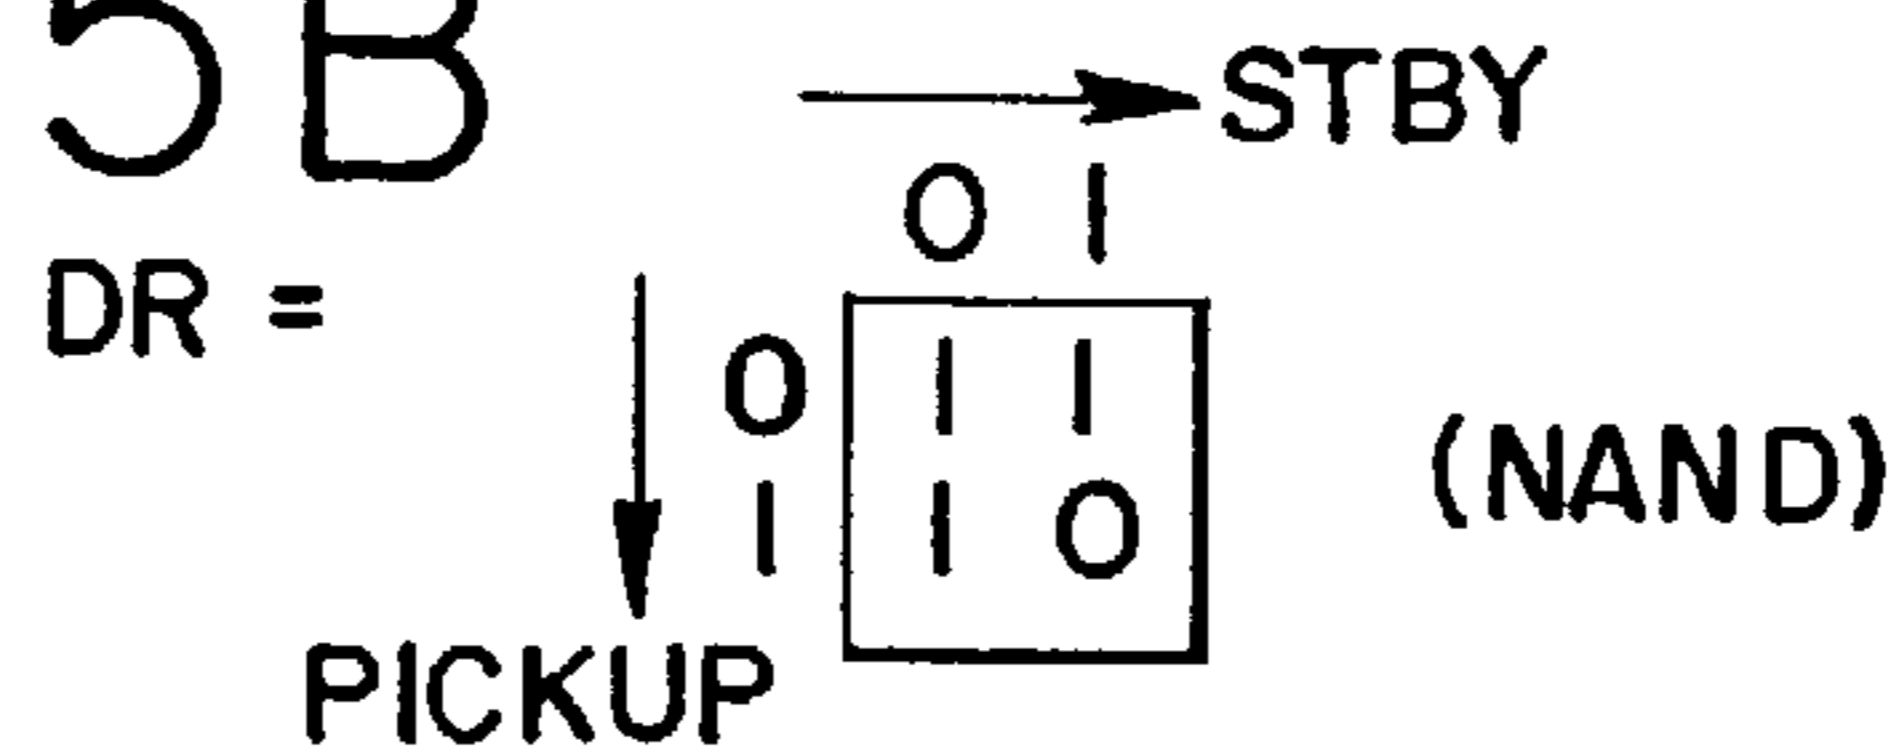 5B
→ STBY
0 1
DR =
0 1 1
1 1 0
(NAND)
PICKUP